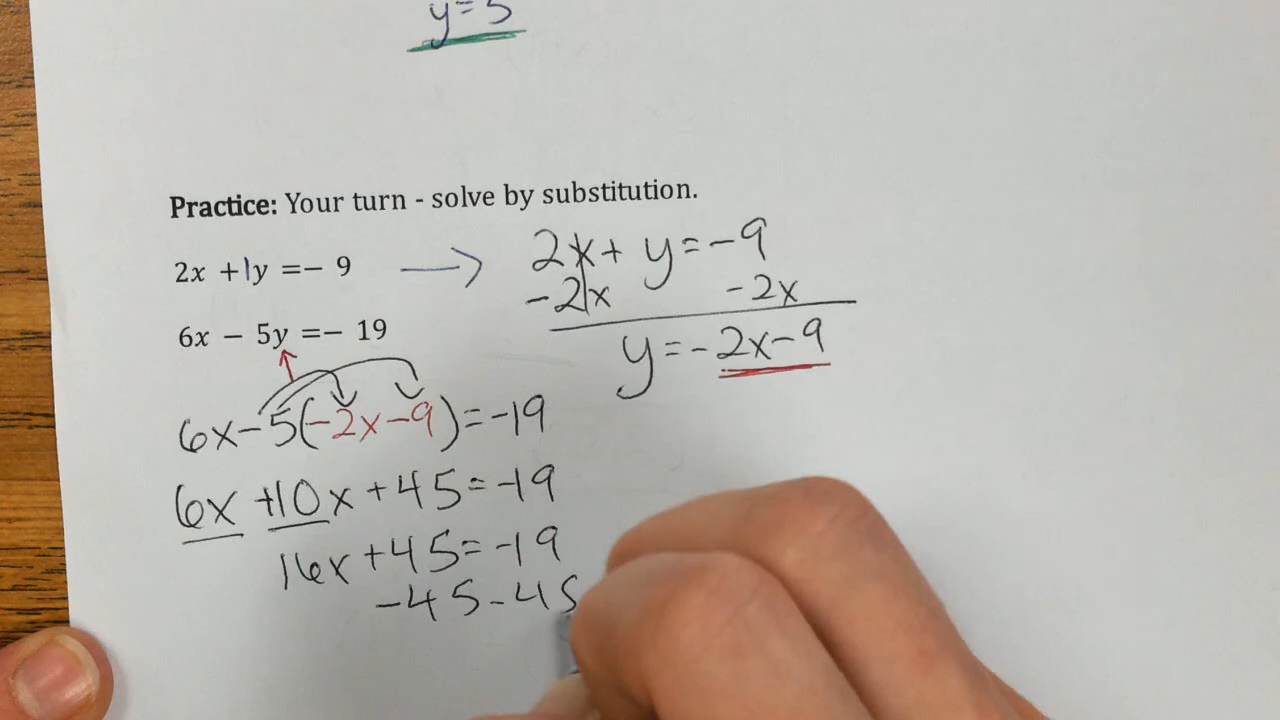 y=5
Practice: Your turn - solve by substitution.
2x +1y =− 9
2x+ y=-9
-2x -2x
6x − 5y =− 19
y=-2x-9
6x-5(-2x-9)=-19
6x +10x+45=-19
16x+45=-19
-45-45